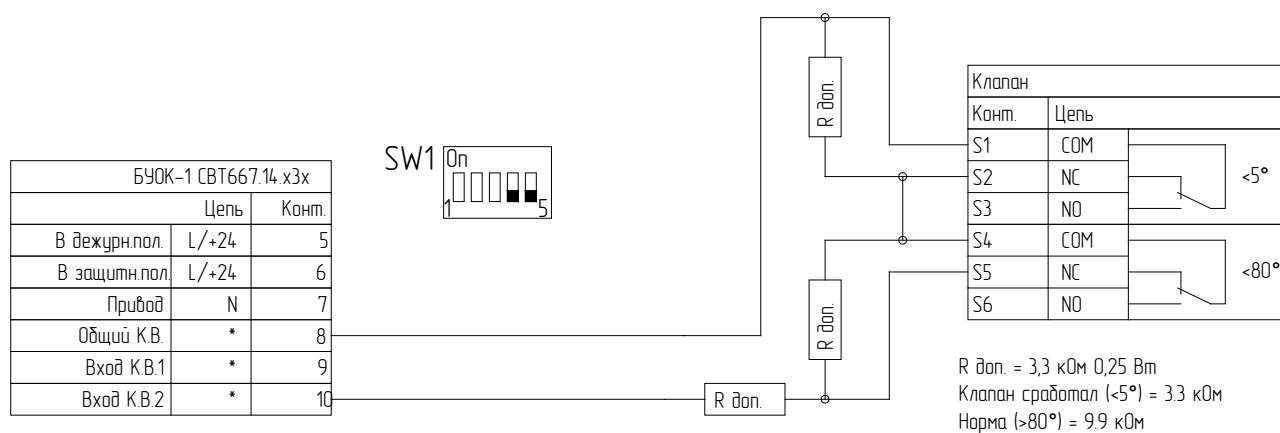 R доп.
Клапан
Конт. Цепь
S1 COM
S2 NC <5°
S3 NO
S4 COM
S5 NC <80°
S6 NO
SW1 On
1 5
БУОК-1 СВТ667.14.х3х
Цепь Конт.
В дежурн.пол. L/+24 5
В защитн.пол. L/+24 6
Привод N 7
Общий К.В. * 8
Вход К.В.1 * 9
Вход К.В.2 * 10
R доп.
R доп.
R доп. = 3,3 кОм 0,25 Вт
Клапан сработал (<5°) = 3.3 кОм
Норма (>80°) = 9.9 кОм